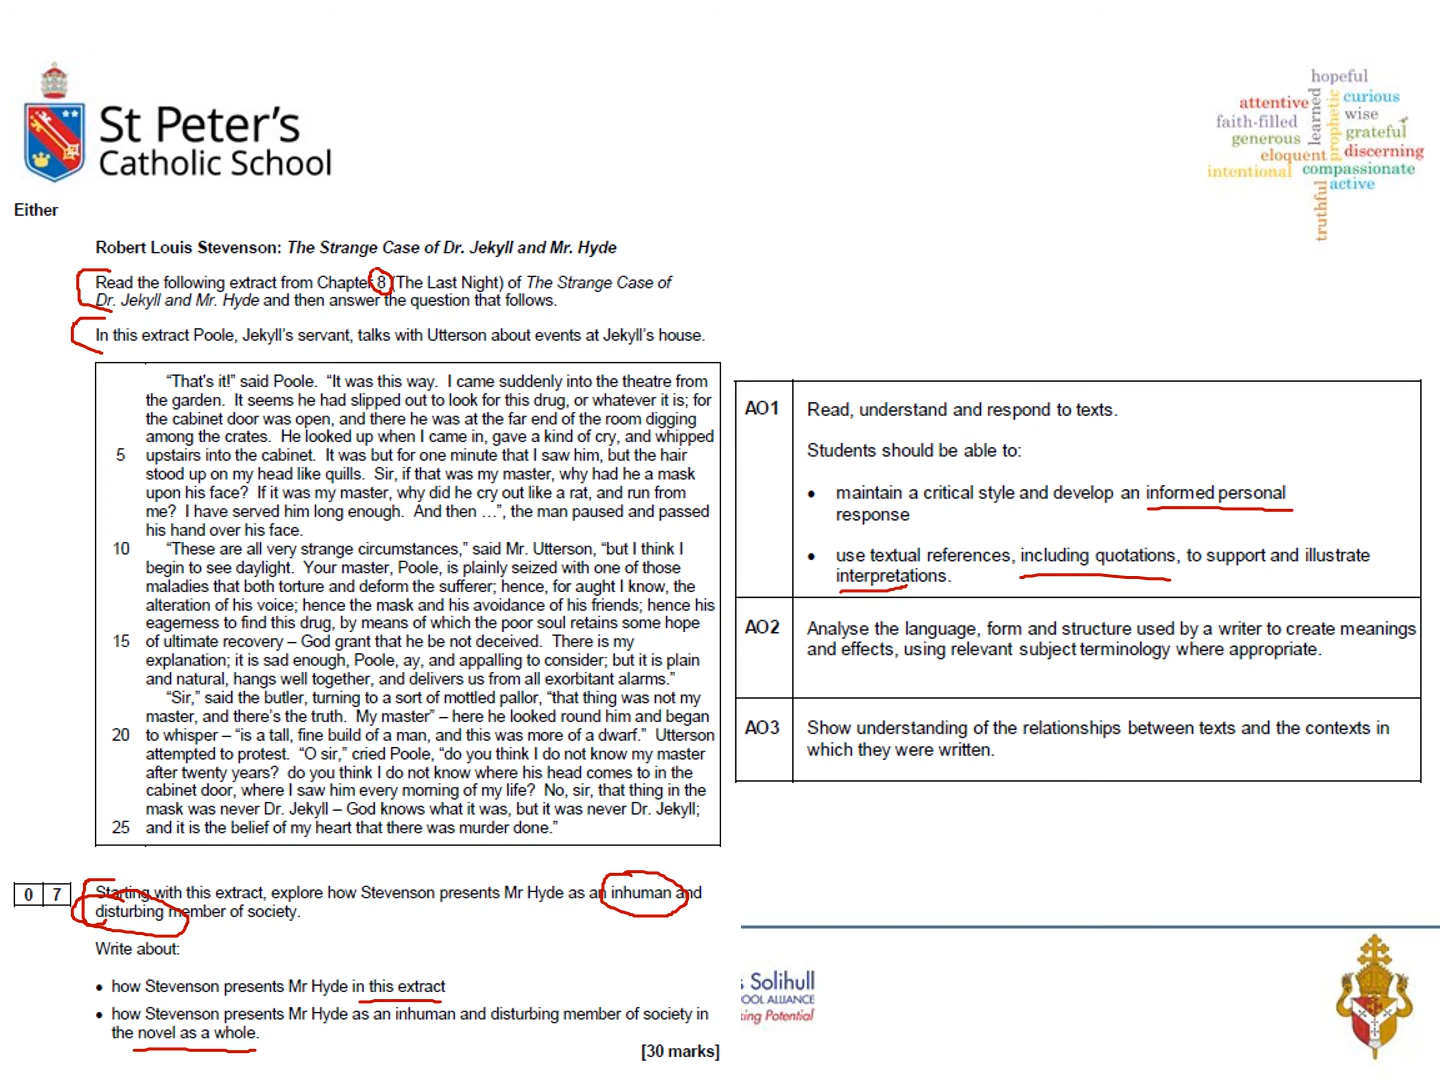 St Peter's
Catholic School
hopeful
attentive
learned
prophetic
curious
faith-filled
wise
generous
grateful
eloquent
discerning
intentional
compassionate
truthful
active
Either
Robert Louis Stevenson: The Strange Case of Dr. Jekyll and Mr. Hyde
Read the following extract from Chapter 8 (The Last Night) of The Strange Case of
Dr. Jekyll and Mr. Hyde and then answer the question that follows.
In this extract Poole, Jekyll's servant, talks with Utterson about events at Jekyll's house.
"That's it!" said Poole. "It was this way. I came suddenly into the theatre from
the garden. It seems he had slipped out to look for this drug, or whatever it is; for
the cabinet door was open, and there he was at the far end of the room digging
among the crates. He looked up when I came in, gave a kind of cry, and whipped
5 upstairs into the cabinet. It was but for one minute that I saw him, but the hair
stood up on my head like quills. Sir, if that was my master, why had he a mask
upon his face? If it was my master, why did he cry out like a rat, and run from
me? I have served him long enough. And then …", the man paused and passed
his hand over his face.
10 "These are all very strange circumstances," said Mr. Utterson, "but I think I
begin to see daylight. Your master, Poole, is plainly seized with one of those
maladies that both torture and deform the sufferer; hence, for aught I know, the
alteration of his voice; hence the mask and his avoidance of his friends; hence his
eagerness to find this drug, by means of which the poor soul retains some hope
15 of ultimate recovery – God grant that he be not deceived. There is my
explanation; it is sad enough, Poole, ay, and appalling to consider; but it is plain
and natural, hangs well together, and delivers us from all exorbitant alarms."
"Sir," said the butler, turning to a sort of mottled pallor, "that thing was not my
master, and there's the truth. My master" – here he looked round him and began
20 to whisper – "is a tall, fine build of a man, and this was more of a dwarf." Utterson
attempted to protest. "O sir," cried Poole, "do you think I do not know my master
after twenty years? do you think I do not know where his head comes to in the
cabinet door, where I saw him every morning of my life? No, sir, that thing in the
mask was never Dr. Jekyll – God knows what it was, but it was never Dr. Jekyll;
25 and it is the belief of my heart that there was murder done."
0 7 Starting with this extract, explore how Stevenson presents Mr Hyde as an inhuman and
disturbing member of society.
Write about:
• how Stevenson presents Mr Hyde in this extract
• how Stevenson presents Mr Hyde as an inhuman and disturbing member of society in
the novel as a whole.
[30 marks]
AO1 Read, understand and respond to texts.
Students should be able to:
• maintain a critical style and develop an informed personal
response
• use textual references, including quotations, to support and illustrate
interpretations.
AO2 Analyse the language, form and structure used by a writer to create meanings
and effects, using relevant subject terminology where appropriate.
AO3 Show understanding of the relationships between texts and the contexts in
which they were written.
s Solihull
OOL ALLIANCE
king Potential